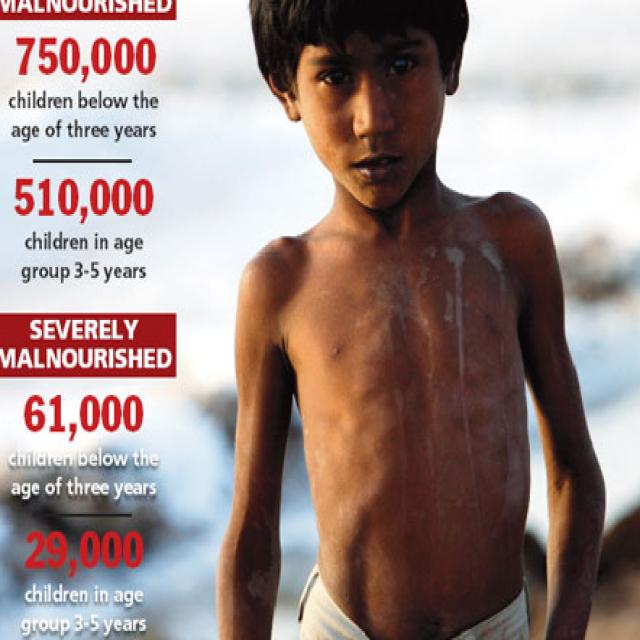 MALNOURISHED
750,000
children below the
age of three years
510,000
children in age
group 3-5 years
SEVERELY
MALNOURISHED
61,000
children below the
age of three years
29,000
children in age
group 3-5 years